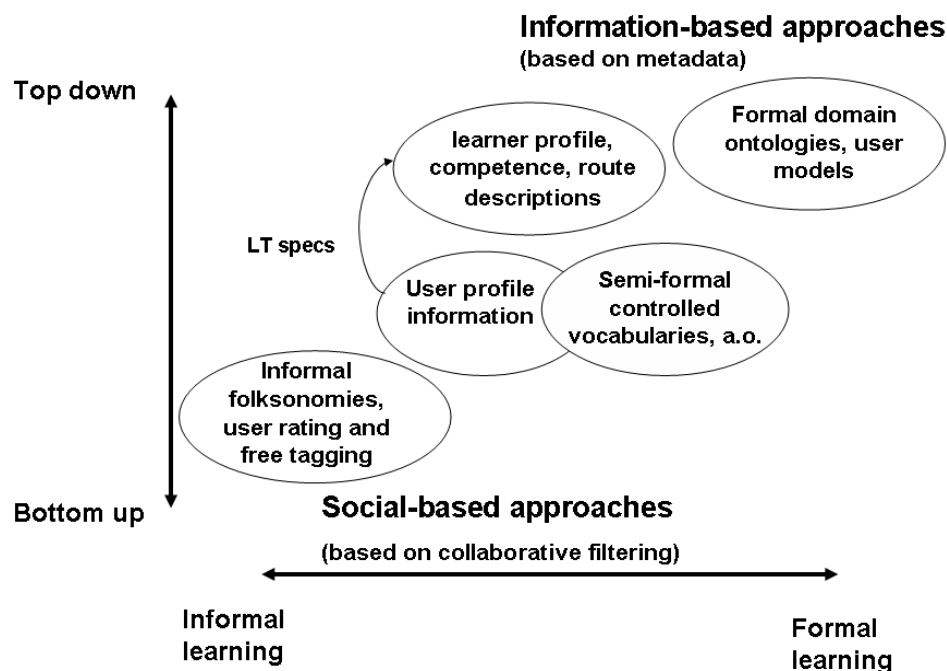 Information-based approaches
(based on metadata)
Top down
Formal domain
ontologies, user
models
learner profile,
competence, route
descriptions
LT specs
User profile
information
Semi-formal
controlled
vocabularies, a.o.
Informal
folksonomies,
user rating and
free tagging
Bottom up
Social-based approaches
(based on collaborative filtering)
Informal
learning
Formal
learning